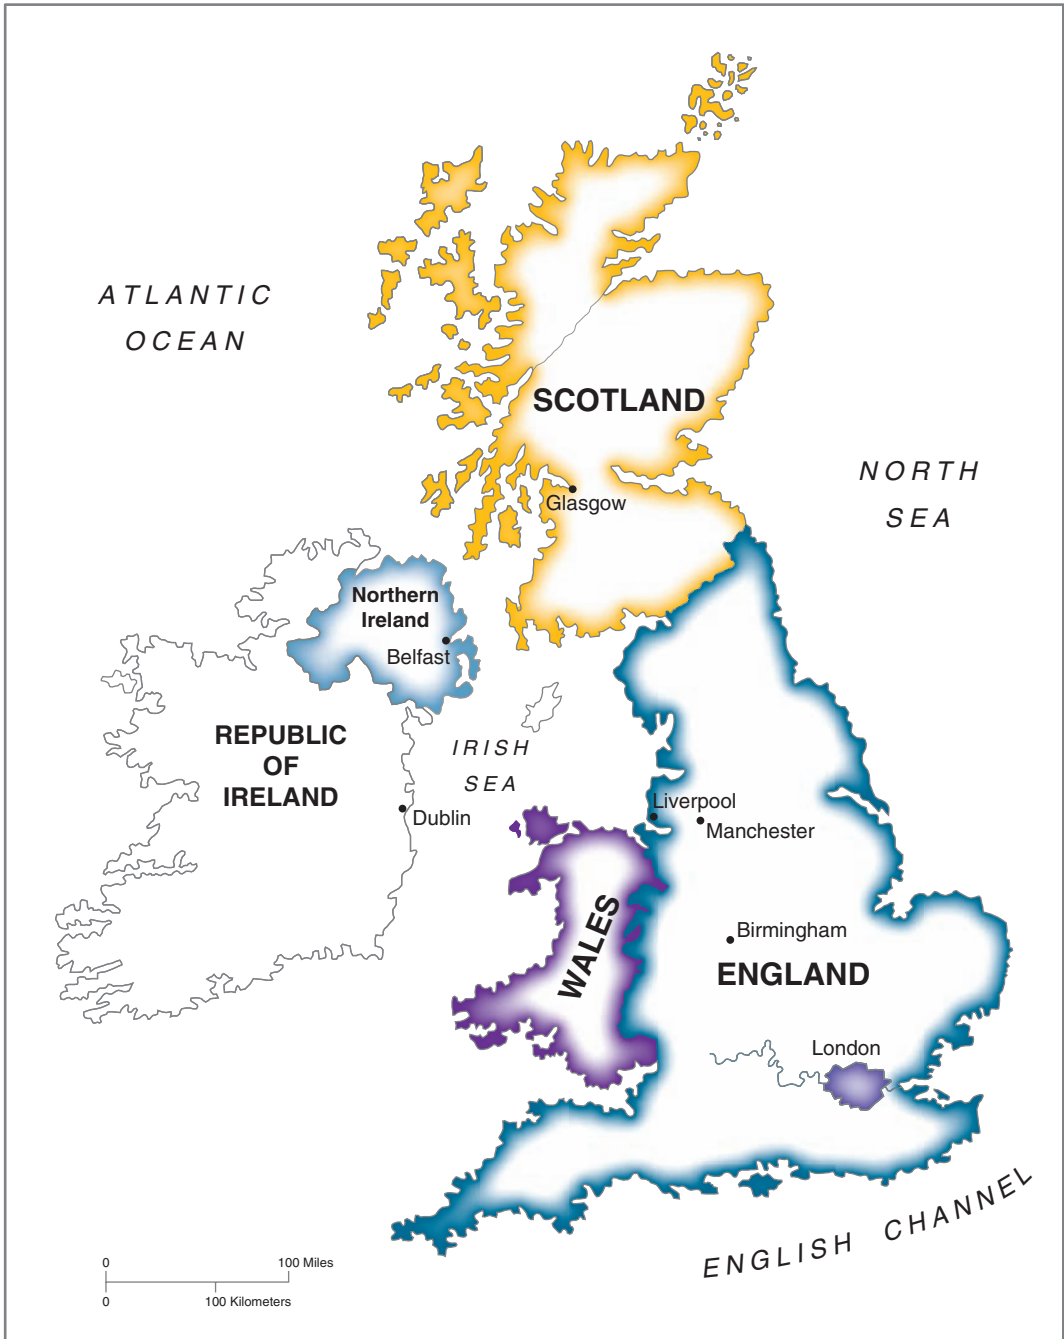 ATLANTIC
OCEAN
SCOTLAND
NORTH
SEA
Glasgow
Northern
Ireland
Belfast
REPUBLIC
OF
IRELAND
IRISH
SEA
Dublin
Liverpool
Manchester
WALES
Birmingham
ENGLAND
London
ENGLISH CHANNEL
0 100 Miles
0 100 Kilometers